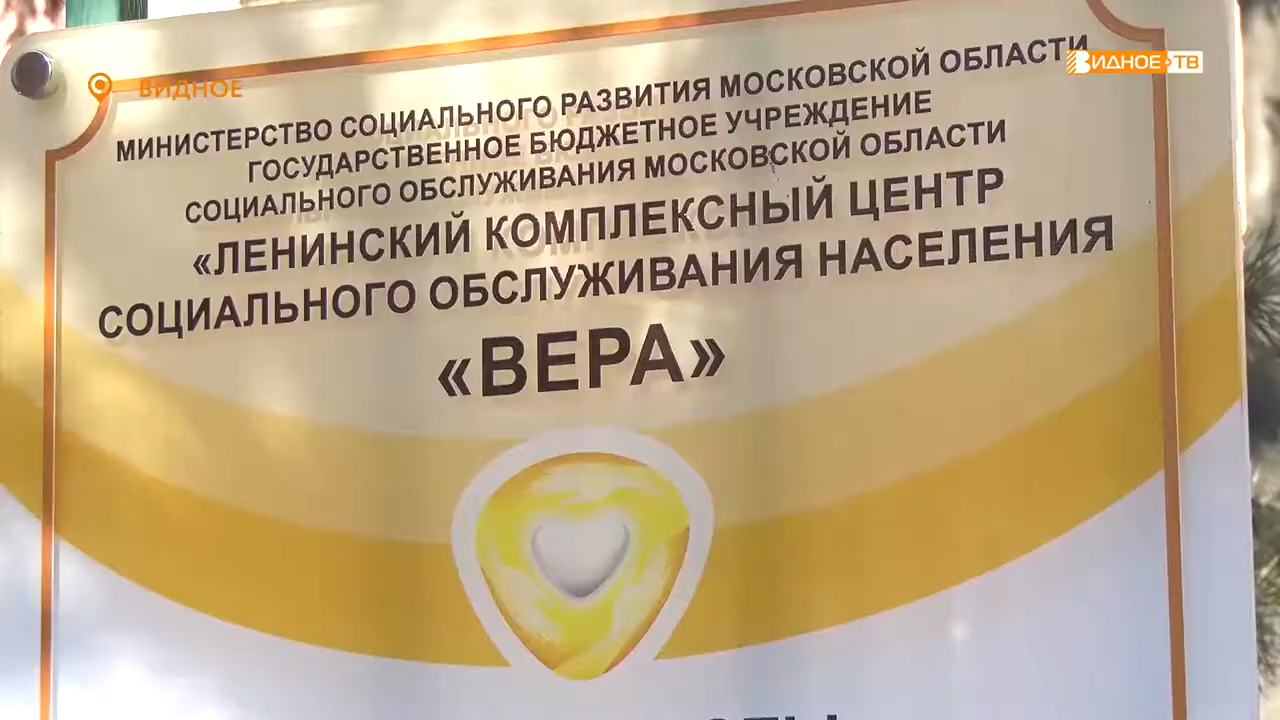 ВИДНОЕ
ВИДНОЕ ТВ
МИНИСТЕРСТВО СОЦИАЛЬНОГО РАЗВИТИЯ МОСКОВСКОЙ ОБЛАСТИ
ГОСУДАРСТВЕННОЕ БЮДЖЕТНОЕ УЧРЕЖДЕНИЕ
СОЦИАЛЬНОГО ОБСЛУЖИВАНИЯ МОСКОВСКОЙ ОБЛАСТИ
«ЛЕНИНСКИЙ КОМПЛЕКСНЫЙ ЦЕНТР
СОЦИАЛЬНОГО ОБСЛУЖИВАНИЯ НАСЕЛЕНИЯ
«ВЕРА»